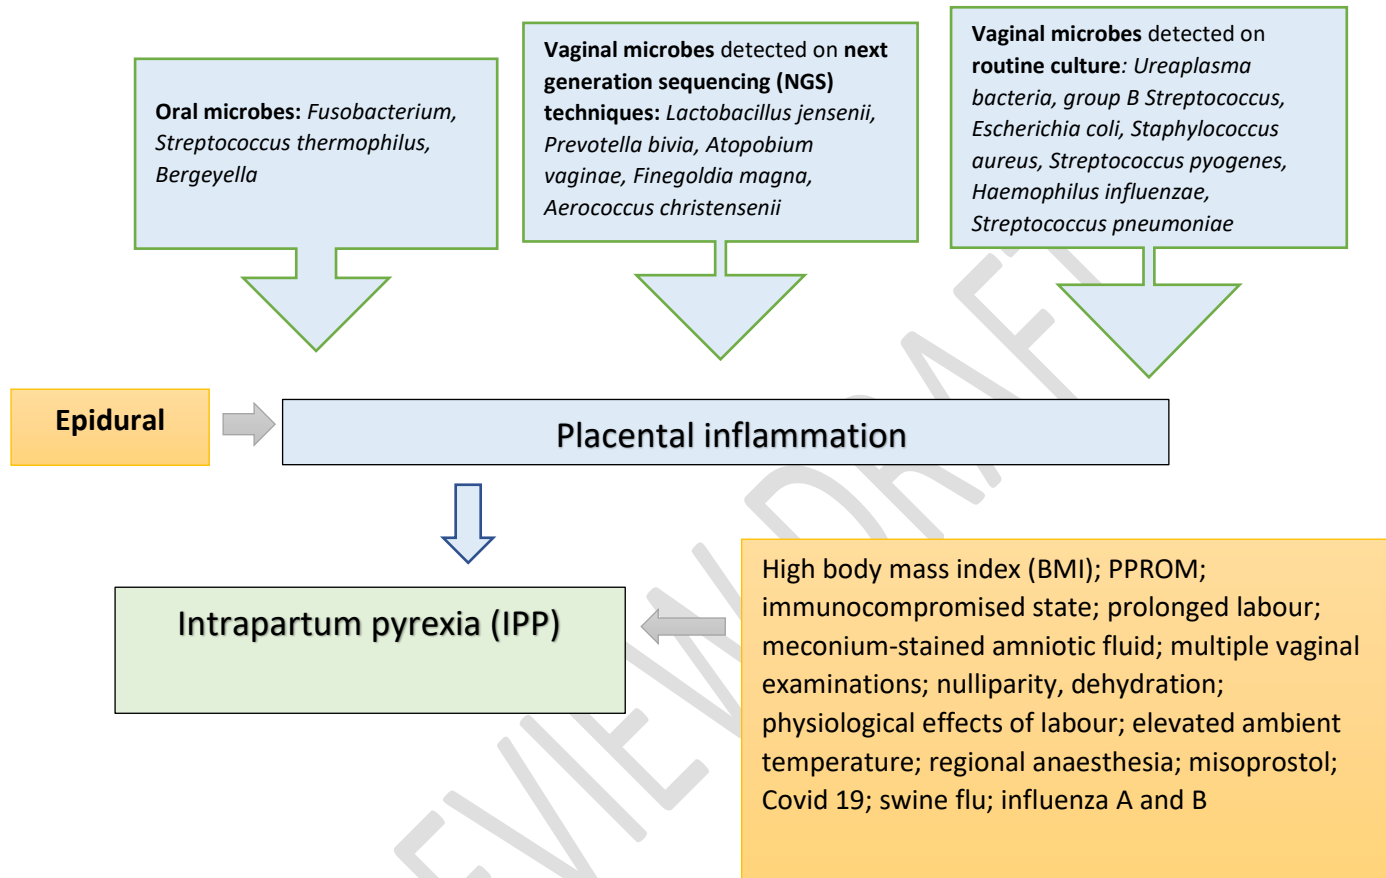 Oral microbes: Fusobacterium,
Streptococcus thermophilus,
Bergeyella
Vaginal microbes detected on next
generation sequencing (NGS)
techniques: Lactobacillus jensenii,
Prevotella bivia, Atopobium
vaginae, Finegoldia magna,
Aerococcus christensenii
Vaginal microbes detected on
routine culture: Ureaplasma
bacteria, group B Streptococcus,
Escherichia coli, Staphylococcus
aureus, Streptococcus pyogenes,
Haemophilus influenzae,
Streptococcus pneumoniae
Epidural
Placental inflammation
Intrapartum pyrexia (IPP)
High body mass index (BMI); PPROM;
immunocompromised state; prolonged labour;
meconium-stained amniotic fluid; multiple vaginal
examinations; nulliparity, dehydration;
physiological effects of labour; elevated ambient
temperature; regional anaesthesia; misoprostol;
Covid 19; swine flu; influenza A and B
EVIEW DRAFT